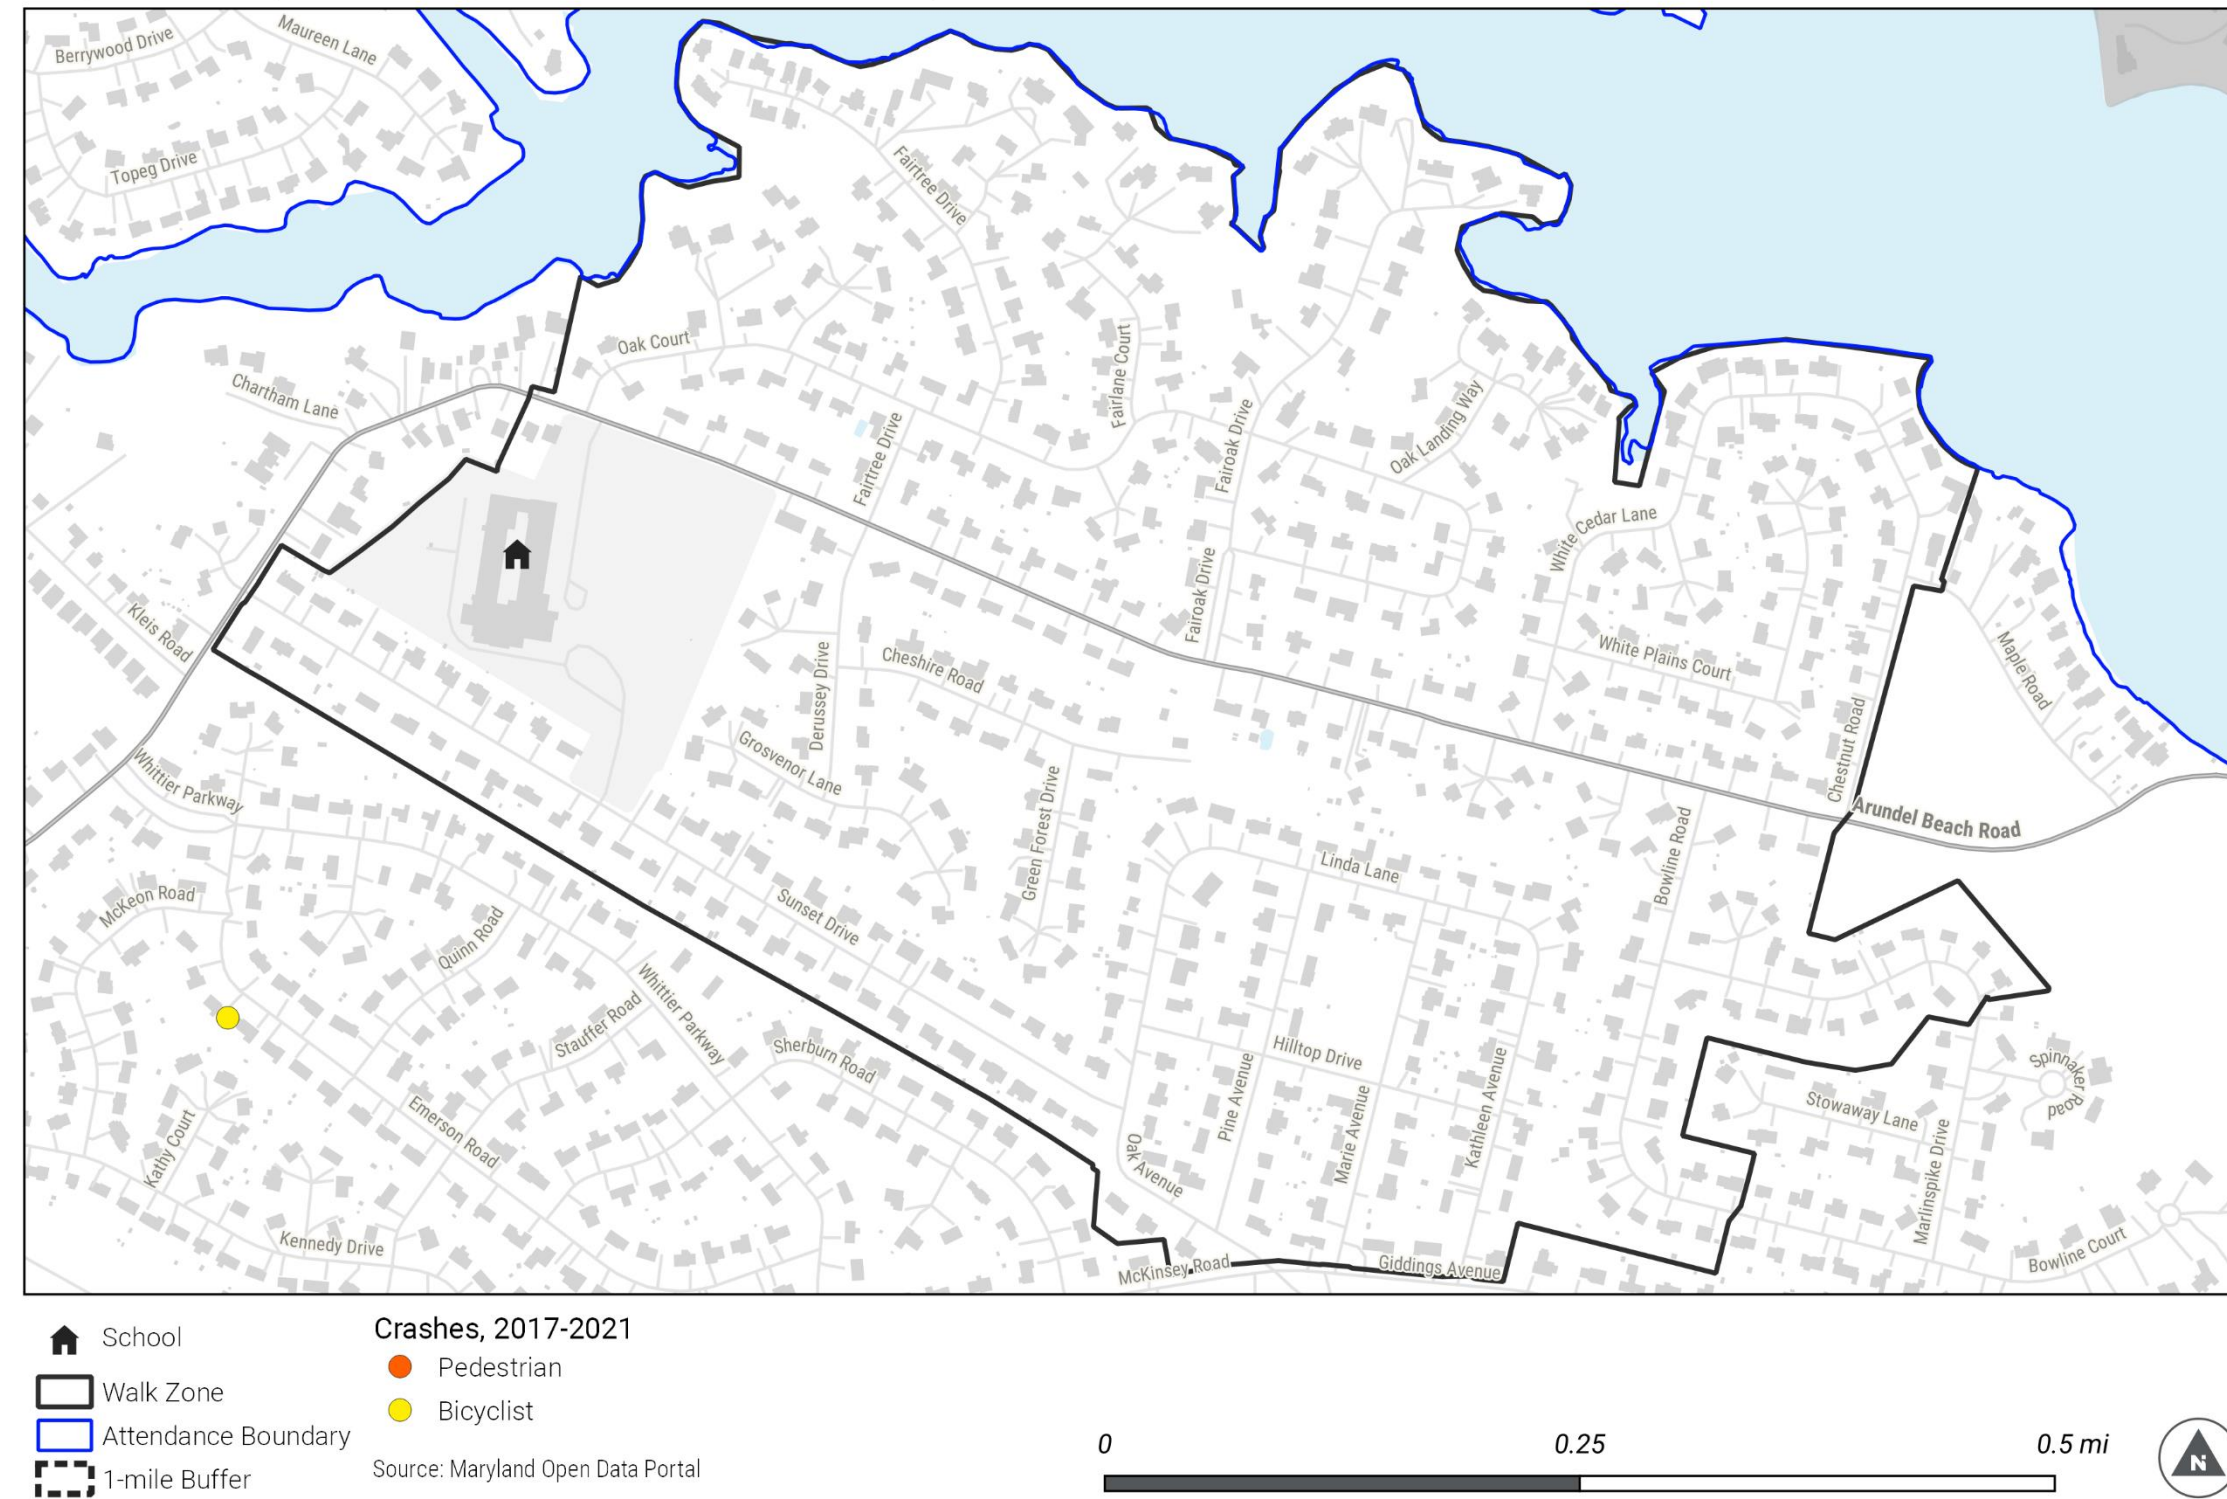 Berrywood Drive
Maureen Lane
Topeg Drive
Fairtree Drive
Oak Court
Chartham Lane
Fairlane Court
Fairtree Drive
Fairoak Drive
Oak Landing Way
White Cedar Lane
Fairoak Drive
Kleis Road
Derussey Drive
Cheshire Road
White Plains Court
Maple Road
Chestnut Road
Grosvenor Lane
Whittier Parkway
Green Forest Drive
Arundel Beach Road
Bowline Road
Linda Lane
McKeon Road
Quinn Road
Sunset Drive
Whittier Parkway
Stauffer Road
Sherburn Road
Hilltop Drive
Pine Avenue
Marie Avenue
Kathleen Avenue
Spinnaker Road
Stowaway Lane
Marlinspike Drive
Emerson Road
Kathy Court
Oak Avenue
Kennedy Drive
McKinsey Road
Giddings Avenue
Bowline Court
School
Walk Zone
Attendance Boundary
1-mile Buffer
Crashes, 2017-2021
Pedestrian
Bicyclist
Source: Maryland Open Data Portal
0 0.25 0.5 mi
N